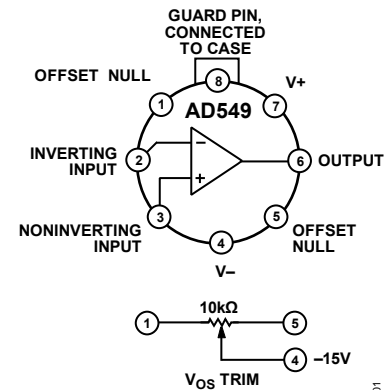 GUARD PIN,
CONNECTED
TO CASE
OFFSET NULL
8
V+
1
AD549
7
INVERTING
INPUT
2
−
6
OUTPUT
+
NONINVERTING
INPUT
3
5
OFFSET
NULL
4
V−
10kΩ
1
5
4
−15V
VOS TRIM